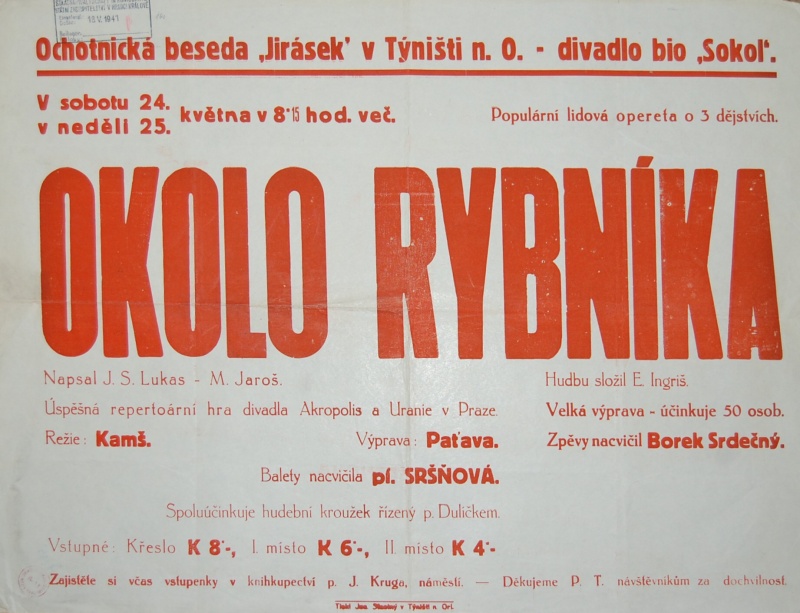 12. V. 1941
Ochotnická beseda ‚Jirásek' v Týništi n. O. - divadlo bio ‚Sokol'.
V sobotu 24.
v neděli 25.
května v 8·15 hod. več.
Populární lidová opereta o 3 dějstvích.
OKOLO RYBNÍKA
Napsal J. S. Lukas - M. Jaroš.
Hudbu složil E. Ingriš.
Úspěšná repertoární hra divadla Akropolis a Uranie v Praze.
Velká výprava - účinkuje 50 osob.
Režie: Kamš.
Výprava: Paťava.
Zpěvy nacvičil Borek Srdečný.
Balety nacvičila pí. SRŠŇOVÁ.
Spoluúčinkuje hudební kroužek řízený p. Duličkem.
Vstupné: Křeslo K 8·-, I. místo K 6·-, II. místo K 4·-
Zajistěte si včas vstupenky v knihkupectví p. J. Kruga, náměstí. — Děkujeme P. T. návštěvníkům za dochvilnost.
v Týništi n. Orl.